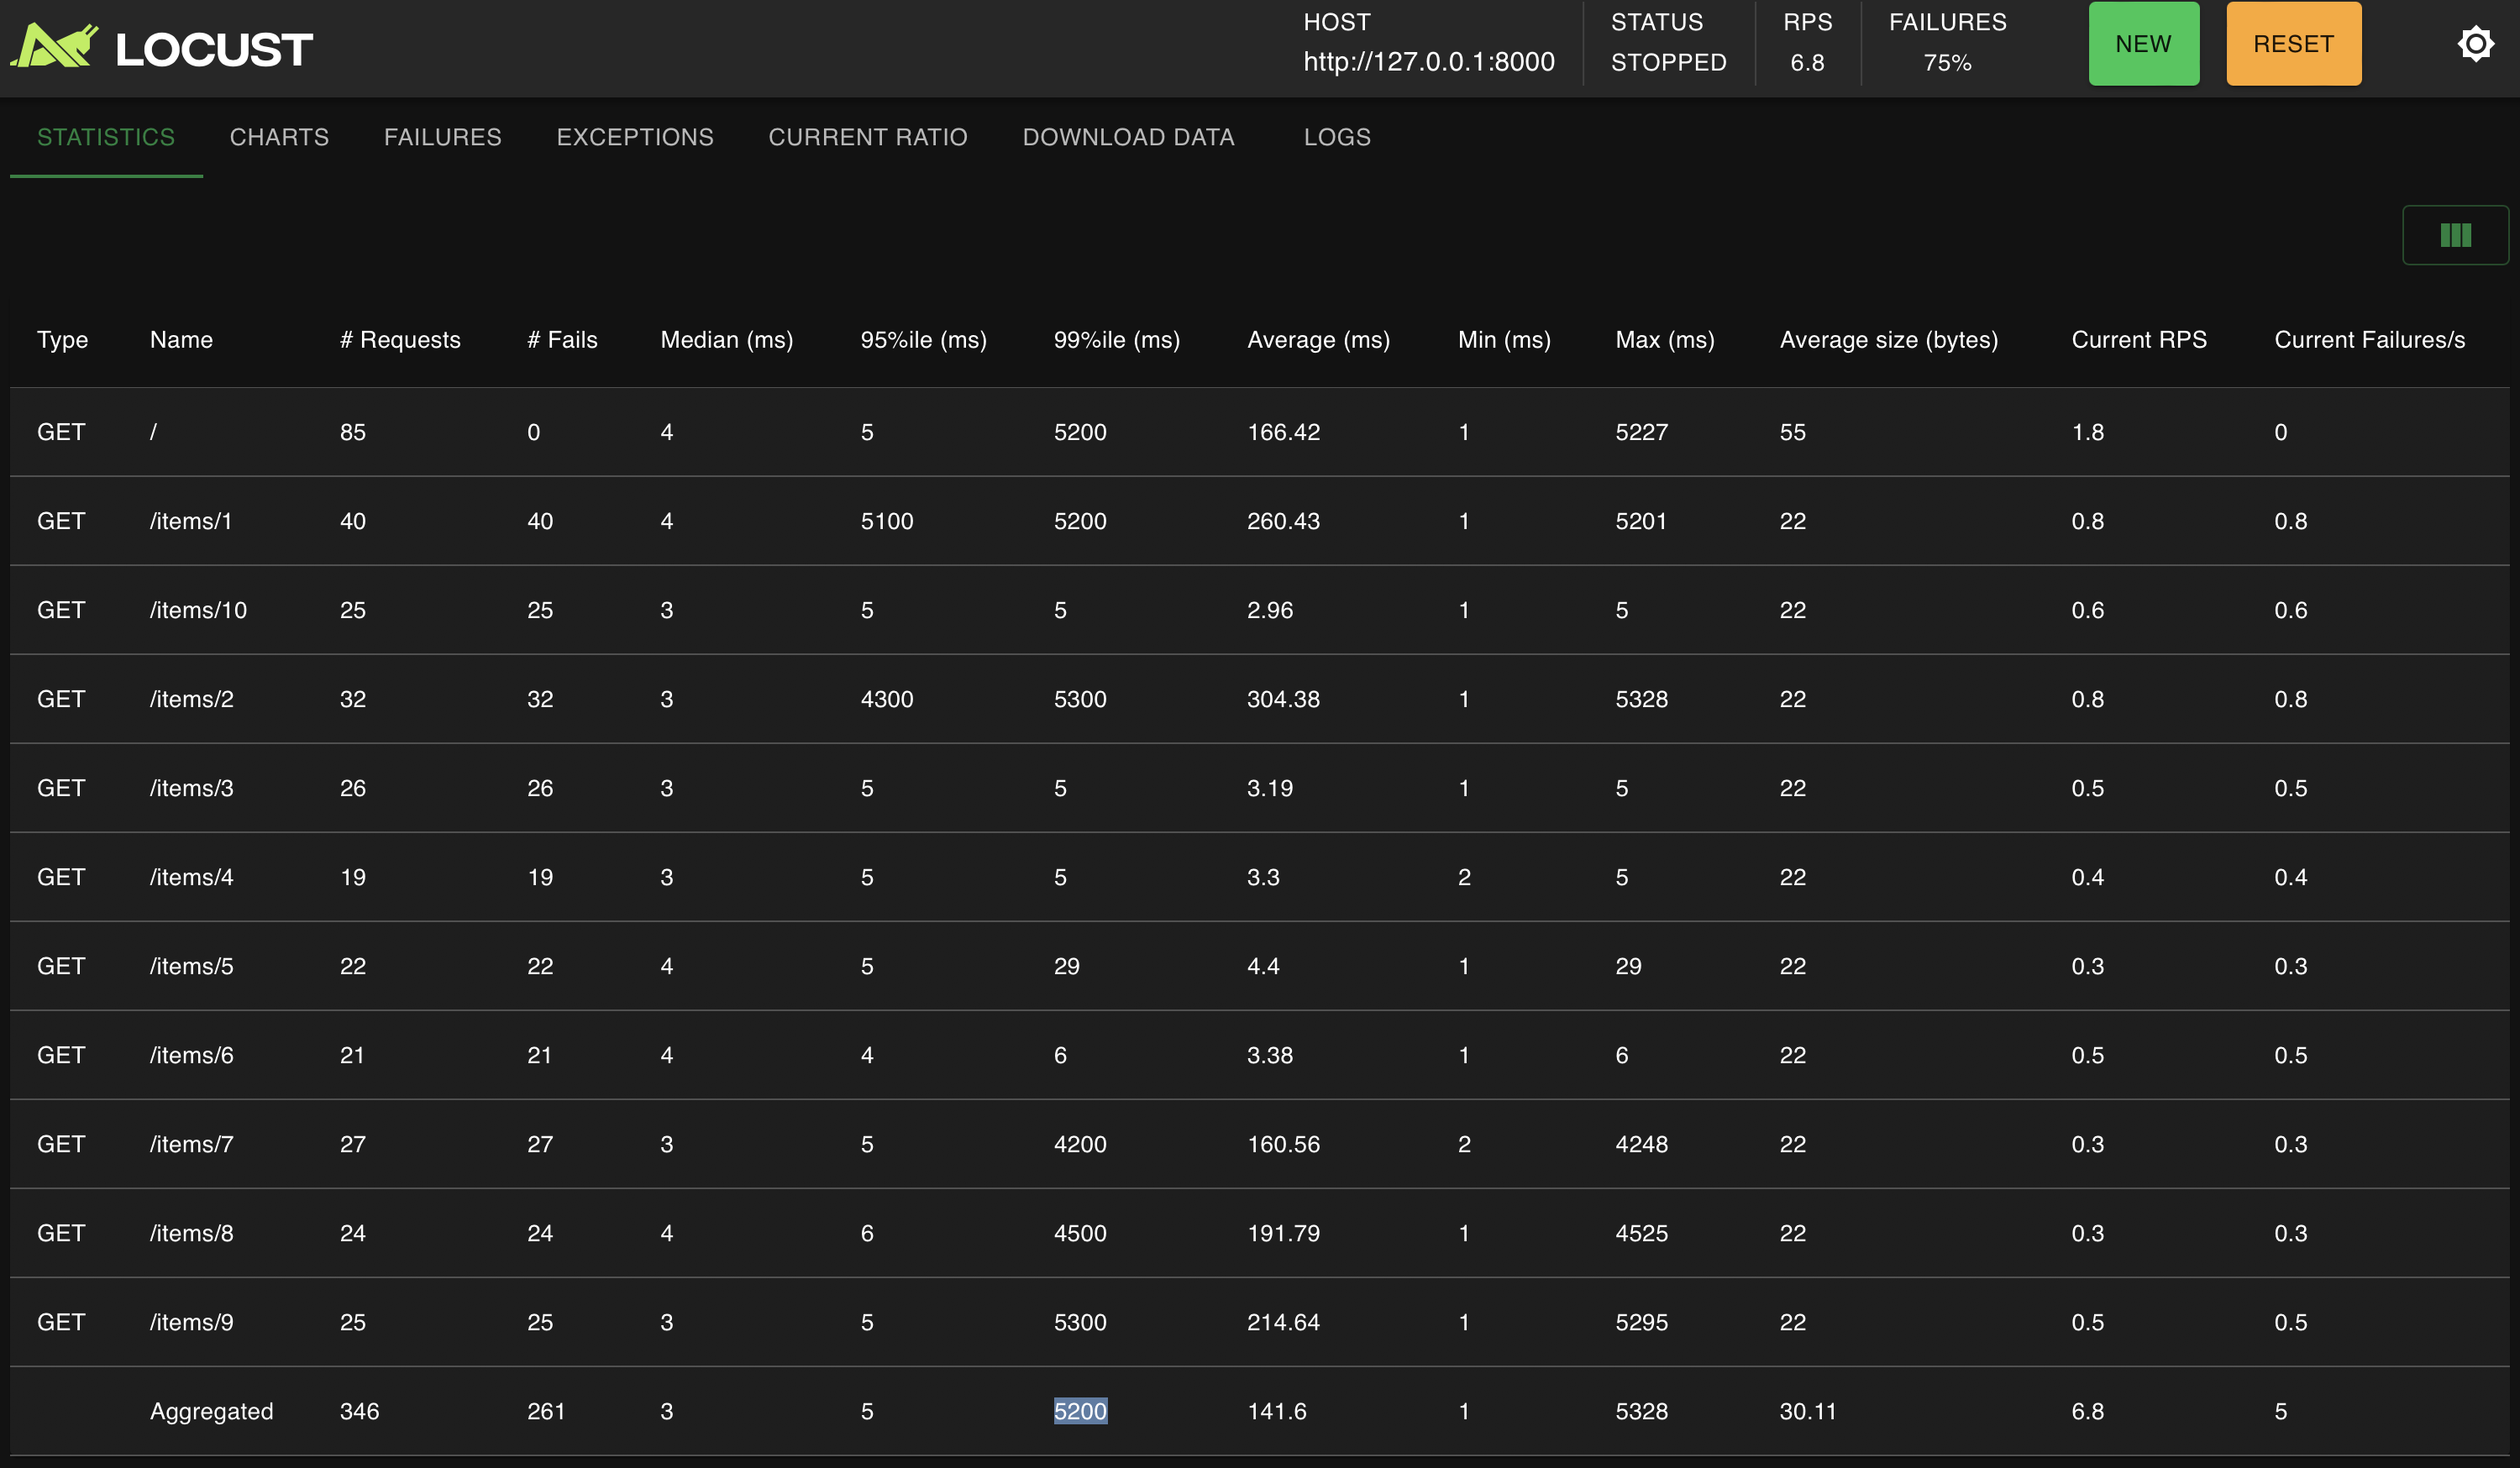 LOCUST
HOST
http://127.0.0.1:8000
STATUS
STOPPED
RPS
6.8
FAILURES
75%
NEW
RESET
STATISTICS CHARTS FAILURES EXCEPTIONS CURRENT RATIO DOWNLOAD DATA LOGS
Type Name # Requests # Fails Median (ms) 95%ile (ms) 99%ile (ms) Average (ms) Min (ms) Max (ms) Average size (bytes) Current RPS Current Failures/s
GET / 85 0 4 5 5200 166.42 1 5227 55 1.8 0
GET /items/1 40 40 4 5100 5200 260.43 1 5201 22 0.8 0.8
GET /items/10 25 25 3 5 5 2.96 1 5 22 0.6 0.6
GET /items/2 32 32 3 4300 5300 304.38 1 5328 22 0.8 0.8
GET /items/3 26 26 3 5 5 3.19 1 5 22 0.5 0.5
GET /items/4 19 19 3 5 5 3.3 2 5 22 0.4 0.4
GET /items/5 22 22 4 5 29 4.4 1 29 22 0.3 0.3
GET /items/6 21 21 4 4 6 3.38 1 6 22 0.5 0.5
GET /items/7 27 27 3 5 4200 160.56 2 4248 22 0.3 0.3
GET /items/8 24 24 4 6 4500 191.79 1 4525 22 0.3 0.3
GET /items/9 25 25 3 5 5300 214.64 1 5295 22 0.5 0.5
Aggregated 346 261 3 5 5200 141.6 1 5328 30.11 6.8 5